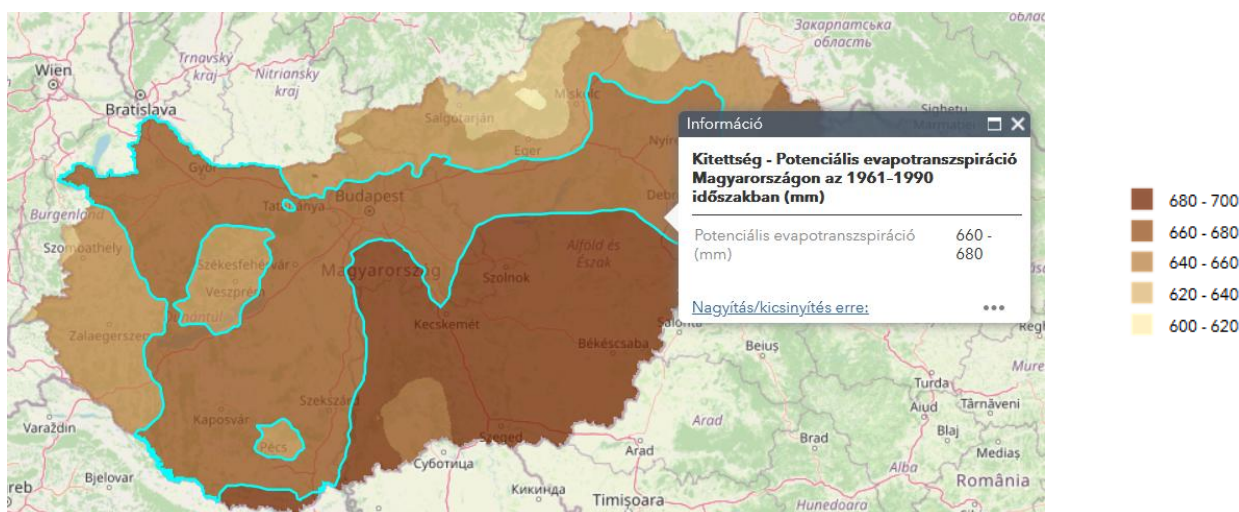 Закарпатська
область
Trnavský
kraj
Nitriansky
kraj
Wien
Bratislava
Miskolc
Salgótarján
Eger
Sighetu
Győr
Budapest
Tatabánya
Burgenland
Szombathely
Székesfehérvár
Veszprém
Magyarország
Dunántúl
Zalaegerszeg
Alföld és
Észak
Szolnok
Kecskemét
Békéscsaba
Salonta
Beiuș
Kaposvár
Szekszárd
Pécs
Szeged
Varaždin
Bjelovar
Суботица
Кикинда
Timișoara
Arad
Arad
Brad
Turda
Aiud
Târnăveni
Blaj
Mediaș
Alba
România
Hunedoara
Információ
Kitettség - Potenciális evapotranszspiráció
Magyarországon az 1961-1990
időszakban (mm)
Potenciális evapotranszspiráció
(mm)
660 -
680
Nagyítás/kicsinyítés erre:
680 - 700
660 - 680
640 - 660
620 - 640
600 - 620